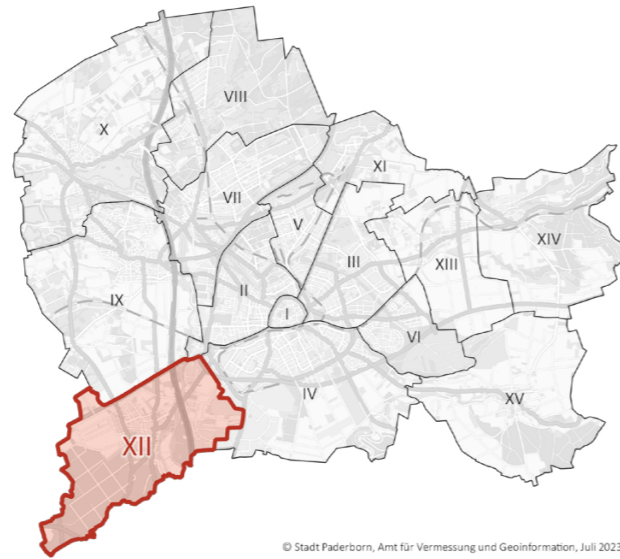 VIII
X
XI
VII
V
XIV
III
XIII
IX
II
I
VI
IV
XV
XII
© Stadt Paderborn, Amt für Vermessung und Geoinformation, Juli 2023